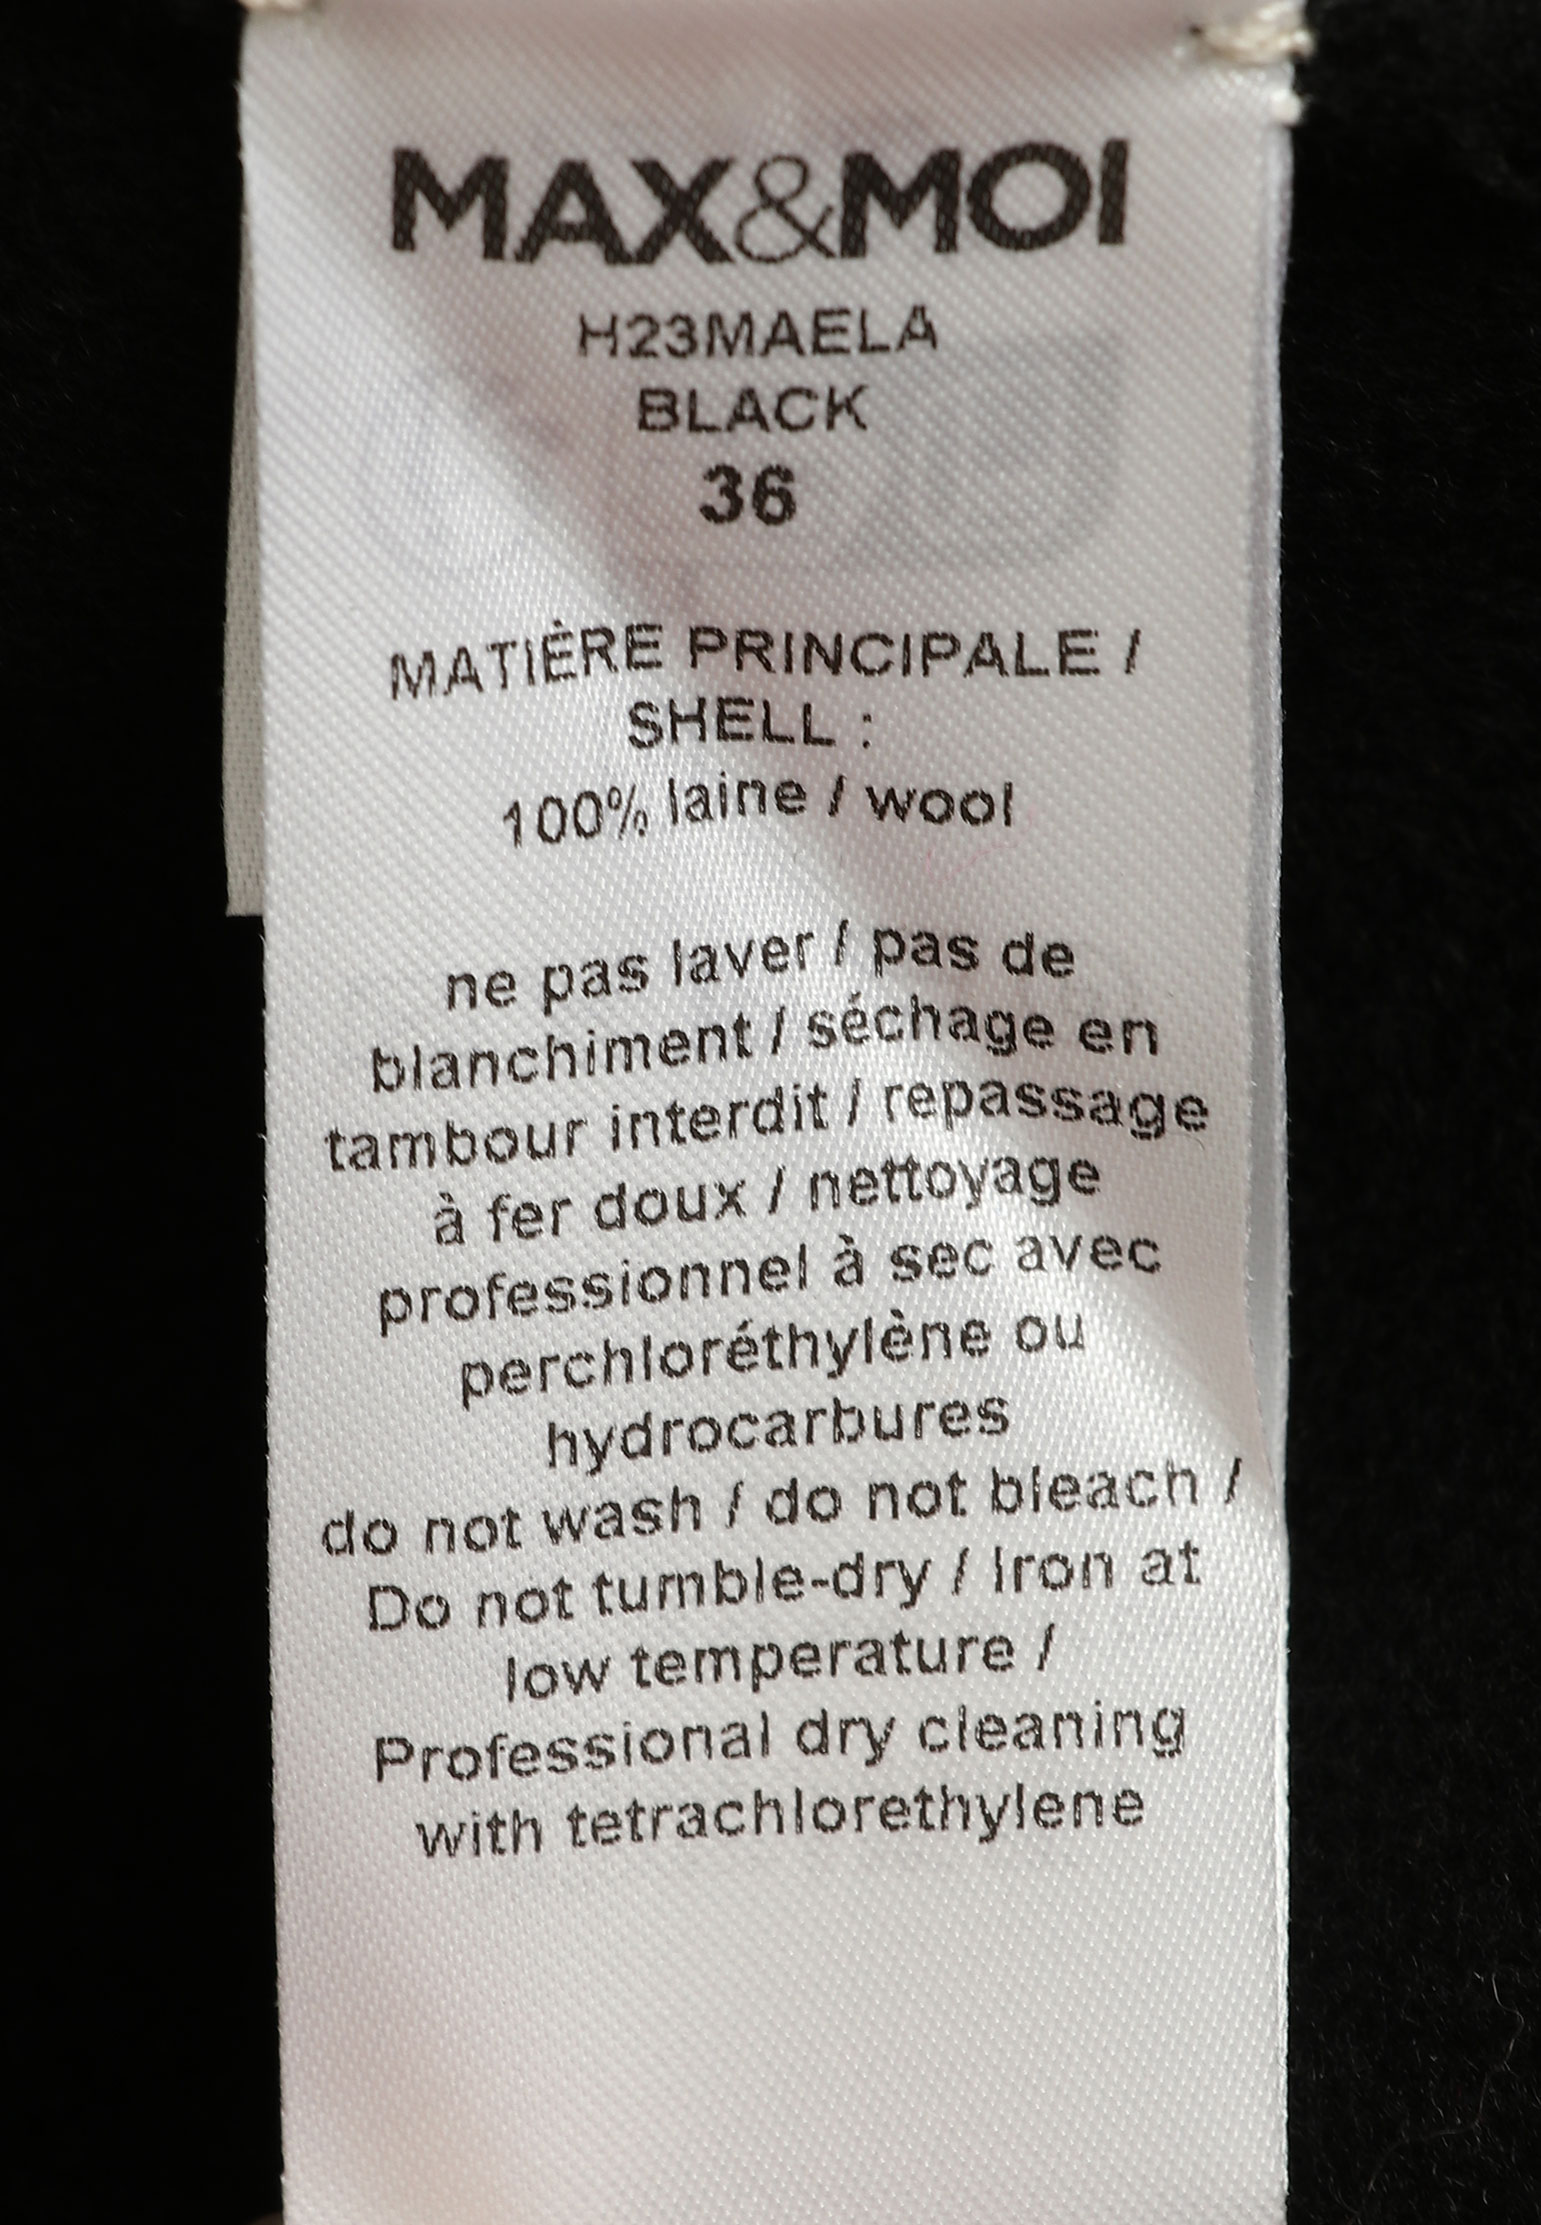 MAX&MOI
H23MAELA
BLACK
36
MATIÈRE PRINCIPALE /
SHELL :
100% laine / wool
ne pas laver / pas de
blanchiment / séchage en
tambour interdit / repassage
à fer doux / nettoyage
professionnel à sec avec
perchloréthylène ou
hydrocarbures
do not wash / do not bleach /
Do not tumble-dry / Iron at
low temperature /
Professional dry cleaning
with tetrachlorethylene